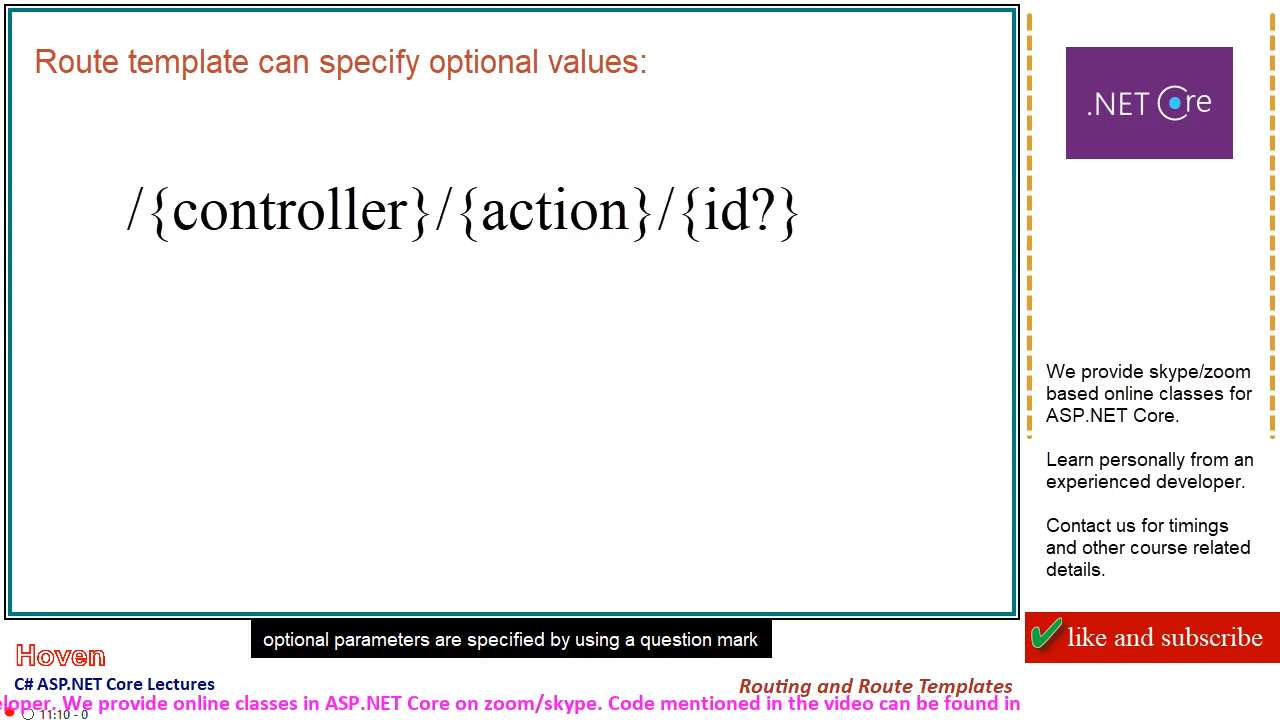 Route template can specify optional values:
/{controller}/{action}/{id?}
.NET Core
We provide skype/zoom
based online classes for
ASP.NET Core.
Learn personally from an
experienced developer.
Contact us for timings
and other course related
details.
like and subscribe
optional parameters are specified by using a question mark
Hoven
C# ASP.NET Core Lectures
Routing and Route Templates
eloper. We provide online classes in ASP.NET Core on zoom/skype. Code mentioned in the video can be found in
11:10 - 0